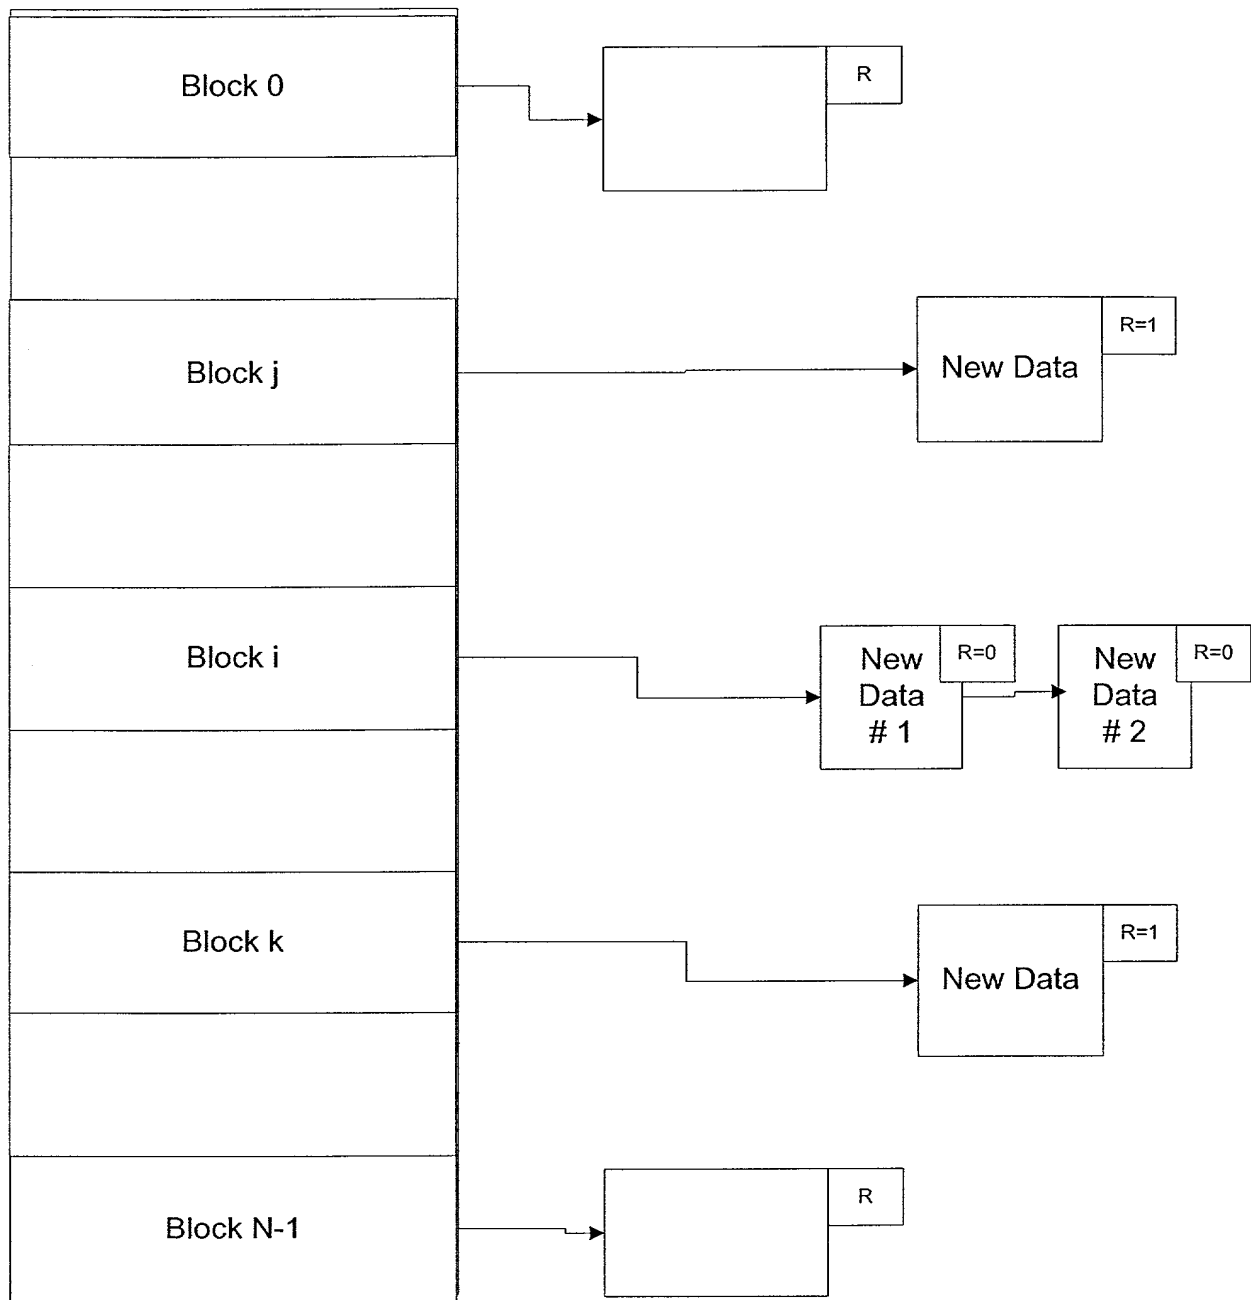 Block 0
R
Block j
New Data
R=1
Block i
New
Data
# 1
R=0
New
Data
# 2
R=0
Block k
New Data
R=1
Block N-1
R